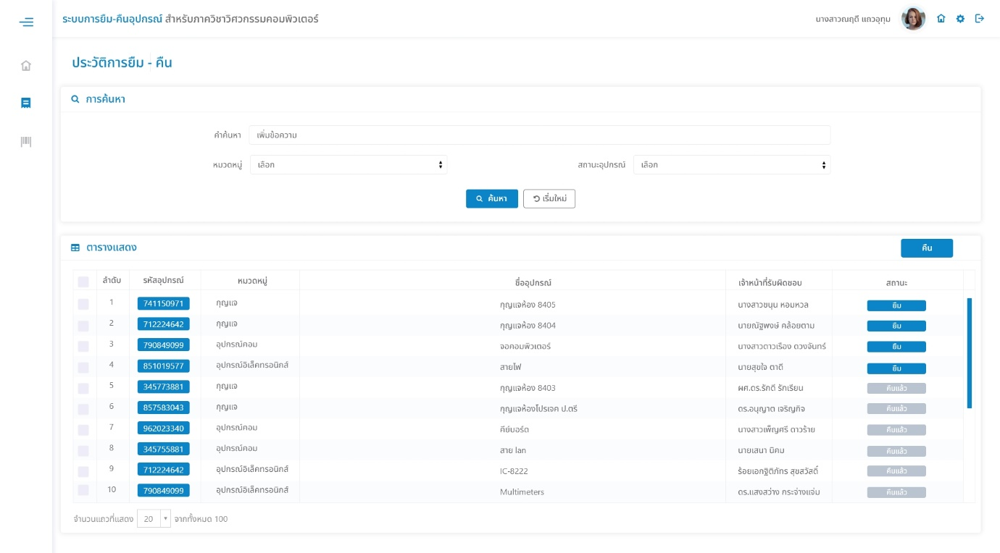 ระบบการยืม-คืนอุปกรณ์ สำหรับภาควิชาวิศวกรรมคอมพิวเตอร์
นางสาวณฤดี แถวอุทุม
ประวัติการยืม - คืน
การค้นหา
คำค้นหา เพิ่มข้อความ
หมวดหมู่ เลือก สถานะอุปกรณ์ เลือก
ค้นหา เริ่มใหม่
ตารางแสดง คืน
ลำดับ รหัสอุปกรณ์ หมวดหมู่ ชื่ออุปกรณ์ เจ้าหน้าที่รับผิดชอบ สถานะ
1 741150971 กุญแจ กุญแจห้อง 8405 นางสาวขนุน หอมหวล ยืม
2 712224642 กุญแจ กุญแจห้อง 8404 นายณัฐพงษ์ คล้อยตาม ยืม
3 790849099 อุปกรณ์คอม จอคอมพิวเตอร์ นางสาวดาวเรือง ดวงจันทร์ ยืม
4 851019577 อุปกรณ์อิเล็คทรอนิกส์ สายไฟ นายสุขใจ ตาดี ยืม
5 345773881 กุญแจ กุญแจห้อง 8403 ผศ.ดร.รักดี รักเรียน คืนแล้ว
6 857583043 กุญแจ กุญแจห้องโปรเจค ป.ตรี ดร.อนุญาต เจริญกิจ คืนแล้ว
7 962023340 อุปกรณ์คอม คีย์บอร์ด นางสาวเพ็ญศรี ดาวร้าย คืนแล้ว
8 345755881 อุปกรณ์คอม สาย lan นายเสนา นิคม คืนแล้ว
9 712224642 อุปกรณ์อิเล็คทรอนิกส์ IC-8222 ร้อยเอกฐิติภัทร สุขสวัสดิ์ คืนแล้ว
10 790849099 อุปกรณ์อิเล็คทรอนิกส์ Multimeters ดร.แสงสว่าง กระจ่างแจ่ม คืนแล้ว
จำนวนแถวที่แสดง 20 จากทั้งหมด 100